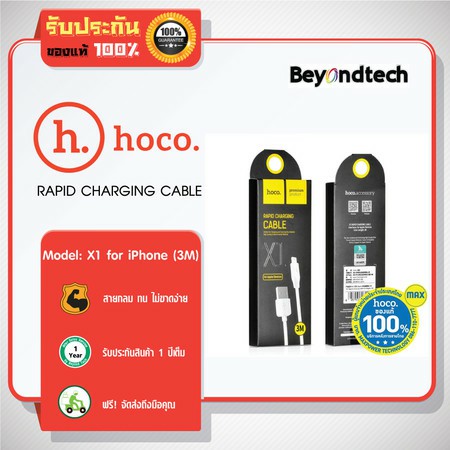 รับประกัน
ของแท้ 100%
100%
GUARANTEE
Beyondtech
h. hoco.
RAPID CHARGING CABLE
Model: X1 for iPhone (3M)
สายกลม ทน ไม่ขาดง่าย
1
Year
รับประกันสินค้า 1 ปีเต็ม
ฟรี! จัดส่งถึงมือคุณ
hoco.
RAPID CHARGING
CABLE
X1
3M
hoco.
MAX
hoco.
ของแท้
100%